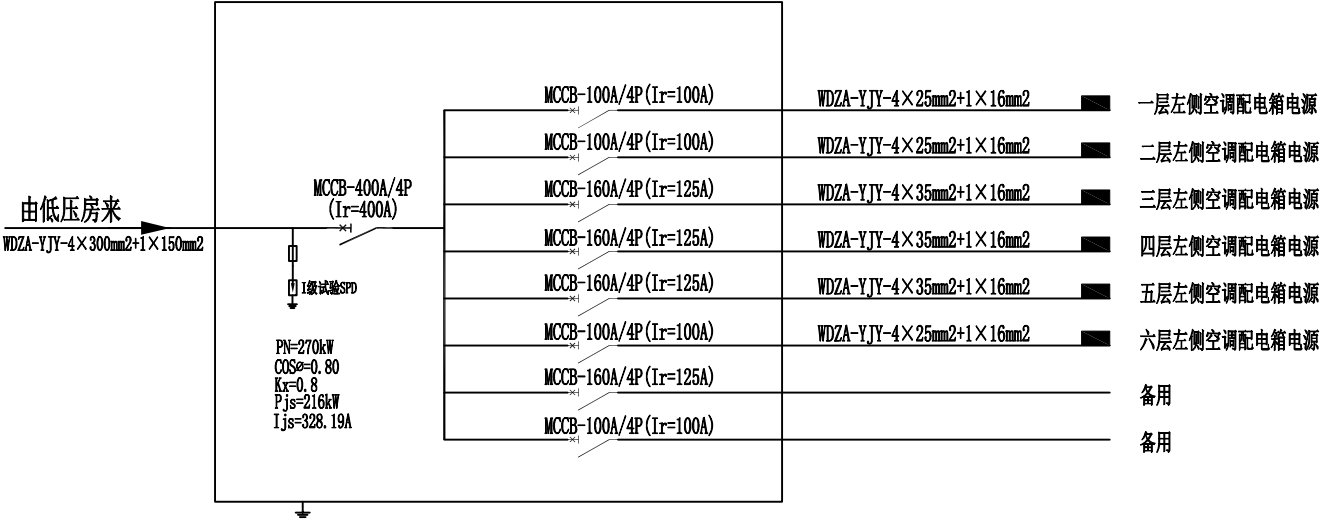 MCCB-100A/4P(Ir=100A)
WDZA-YJY-4×25mm2+1×16mm2
一层左侧空调配电箱电源
MCCB-100A/4P(Ir=100A)
WDZA-YJY-4×25mm2+1×16mm2
二层左侧空调配电箱电源
MCCB-160A/4P(Ir=125A)
WDZA-YJY-4×35mm2+1×16mm2
三层左侧空调配电箱电源
由低压房来
WDZA-YJY-4×300mm2+1×150mm2
MCCB-400A/4P
(Ir=400A)
MCCB-160A/4P(Ir=125A)
WDZA-YJY-4×35mm2+1×16mm2
四层左侧空调配电箱电源
I级试验SPD
MCCB-160A/4P(Ir=125A)
WDZA-YJY-4×35mm2+1×16mm2
五层左侧空调配电箱电源
MCCB-100A/4P(Ir=100A)
WDZA-YJY-4×25mm2+1×16mm2
六层左侧空调配电箱电源
PN=270kW
COSø=0.80
Kx=0.8
Pjs=216kW
Ijs=328.19A
MCCB-160A/4P(Ir=125A)
备用
MCCB-100A/4P(Ir=100A)
备用